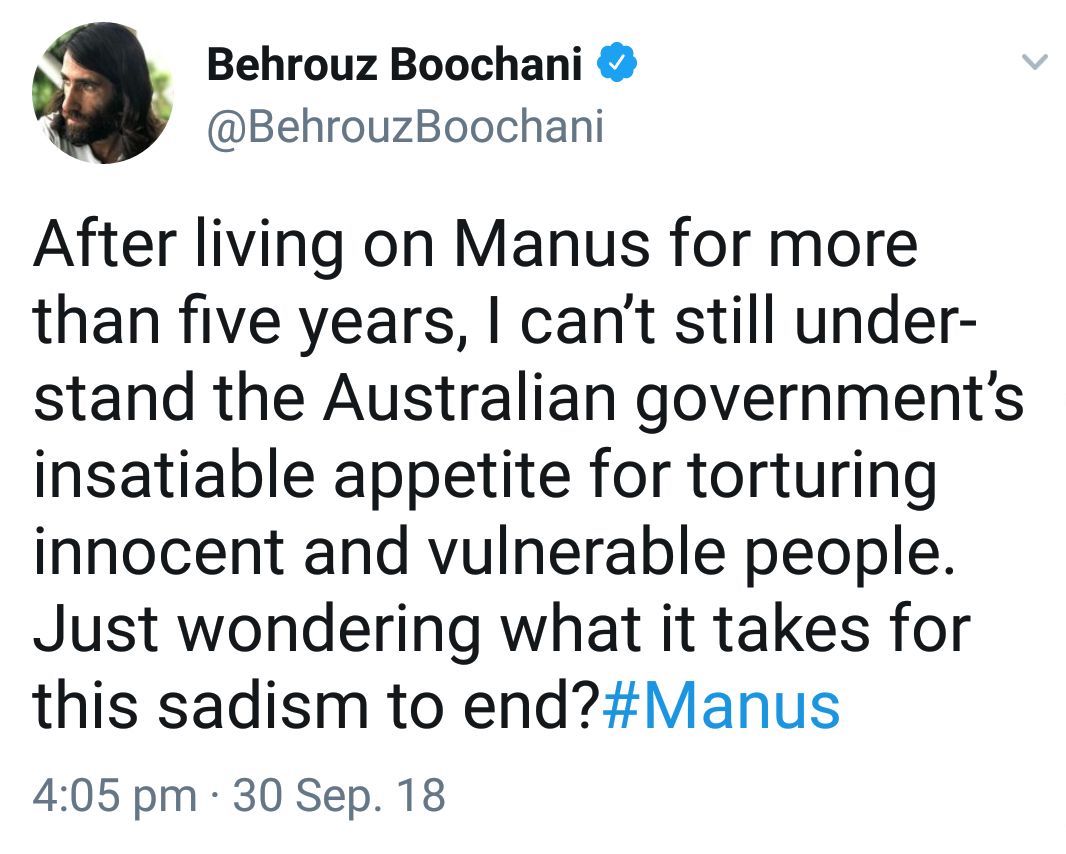 Behrouz Boochani
@BehrouzBoochani
After living on Manus for more
than five years, I can’t still under-
stand the Australian government’s
insatiable appetite for torturing
innocent and vulnerable people.
Just wondering what it takes for
this sadism to end?#Manus
4:05 pm · 30 Sep. 18